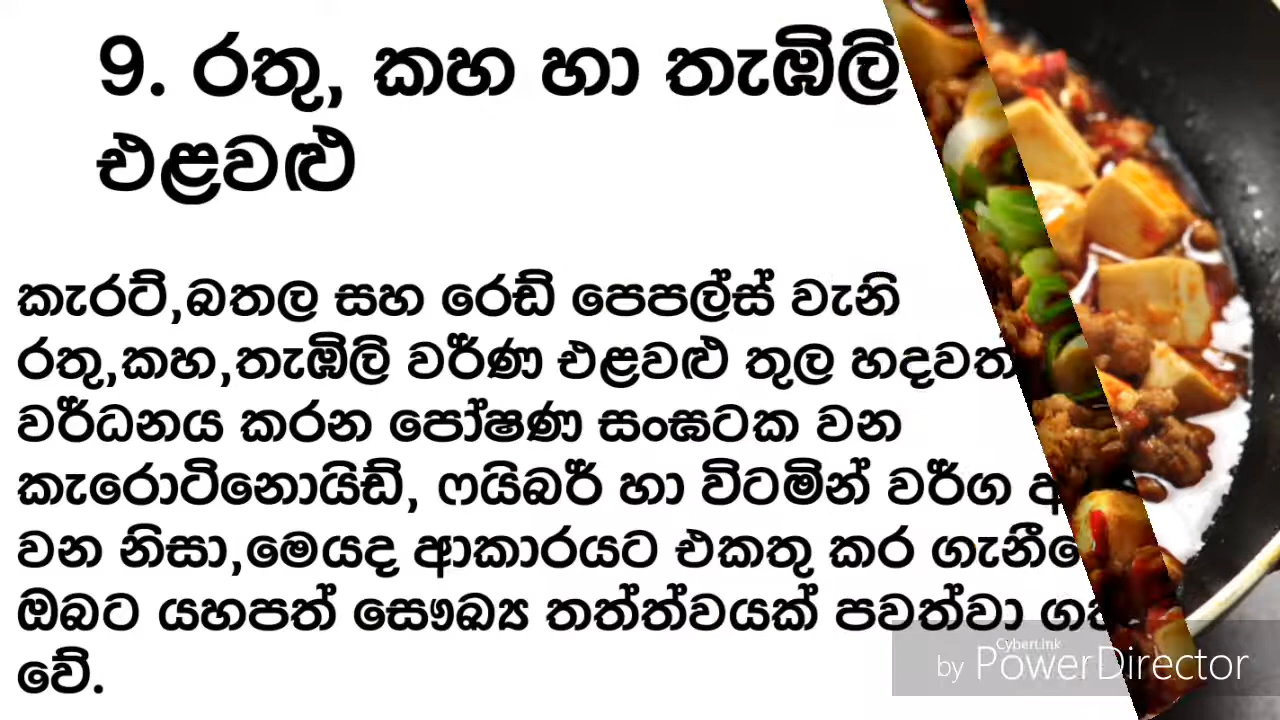 9. රතු, කහ හා තැඹිලි
එළවළු
කැරට්,බතල සහ රෙඩ් පෙපල්ස් වැනි
රතු,කහ,තැඹිලි වර්ණ එළවළු තුල හදවත
වර්ධනය කරන පෝෂණ සංඝටක වන
කැරොටිනොයිඩ්, ෆයිබර් හා විටමින් වර්ග
වන නිසා,මෙයද ආකාරයට එකතු කර
ඔබට යහපත් සෞඛ්‍ය තත්ත්වයක් පවත්වා
වේ.
CyberLink
by PowerDirector